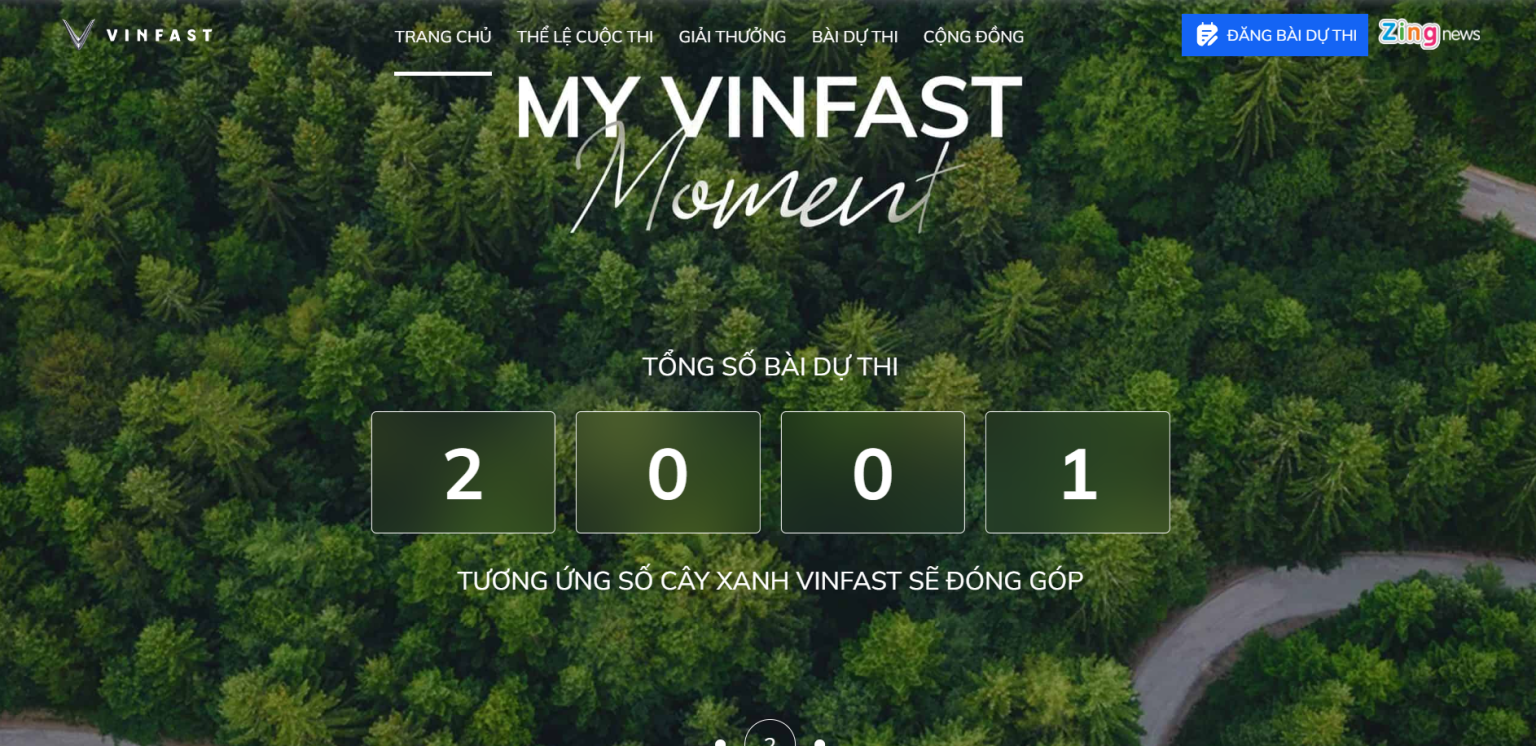 VINFAST
TRANG CHỦ
THỂ LỆ CUỘC THI
GIẢI THƯỞNG
BÀI DỰ THI
CỘNG ĐỒNG
ĐĂNG BÀI DỰ THI
Zing news
MY VINFAST
Moment
TỔNG SỐ BÀI DỰ THI
2 0 0 1
TƯƠNG ỨNG SỐ CÂY XANH VINFAST SẼ ĐÓNG GÓP